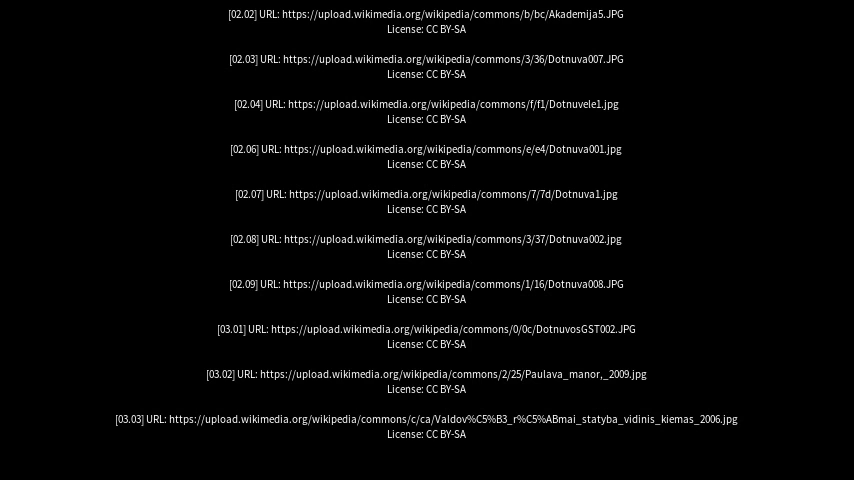 [02.02] URL: https://upload.wikimedia.org/wikipedia/commons/b/bc/Akademija5.JPG
License: CC BY-SA
[02.03] URL: https://upload.wikimedia.org/wikipedia/commons/3/36/Dotnuva007.JPG
License: CC BY-SA
[02.04] URL: https://upload.wikimedia.org/wikipedia/commons/f/f1/Dotnuvele1.jpg
License: CC BY-SA
[02.06] URL: https://upload.wikimedia.org/wikipedia/commons/e/e4/Dotnuva001.jpg
License: CC BY-SA
[02.07] URL: https://upload.wikimedia.org/wikipedia/commons/7/7d/Dotnuva1.jpg
License: CC BY-SA
[02.08] URL: https://upload.wikimedia.org/wikipedia/commons/3/37/Dotnuva002.jpg
License: CC BY-SA
[02.09] URL: https://upload.wikimedia.org/wikipedia/commons/1/16/Dotnuva008.JPG
License: CC BY-SA
[03.01] URL: https://upload.wikimedia.org/wikipedia/commons/0/0c/DotnuvosGST002.JPG
License: CC BY-SA
[03.02] URL: https://upload.wikimedia.org/wikipedia/commons/2/25/Paulava_manor,_2009.jpg
License: CC BY-SA
[03.03] URL: https://upload.wikimedia.org/wikipedia/commons/c/ca/Valdov%C5%B3_r%C5%ABmai_statyba_vidinis_kiemas_2006.jpg
License: CC BY-SA